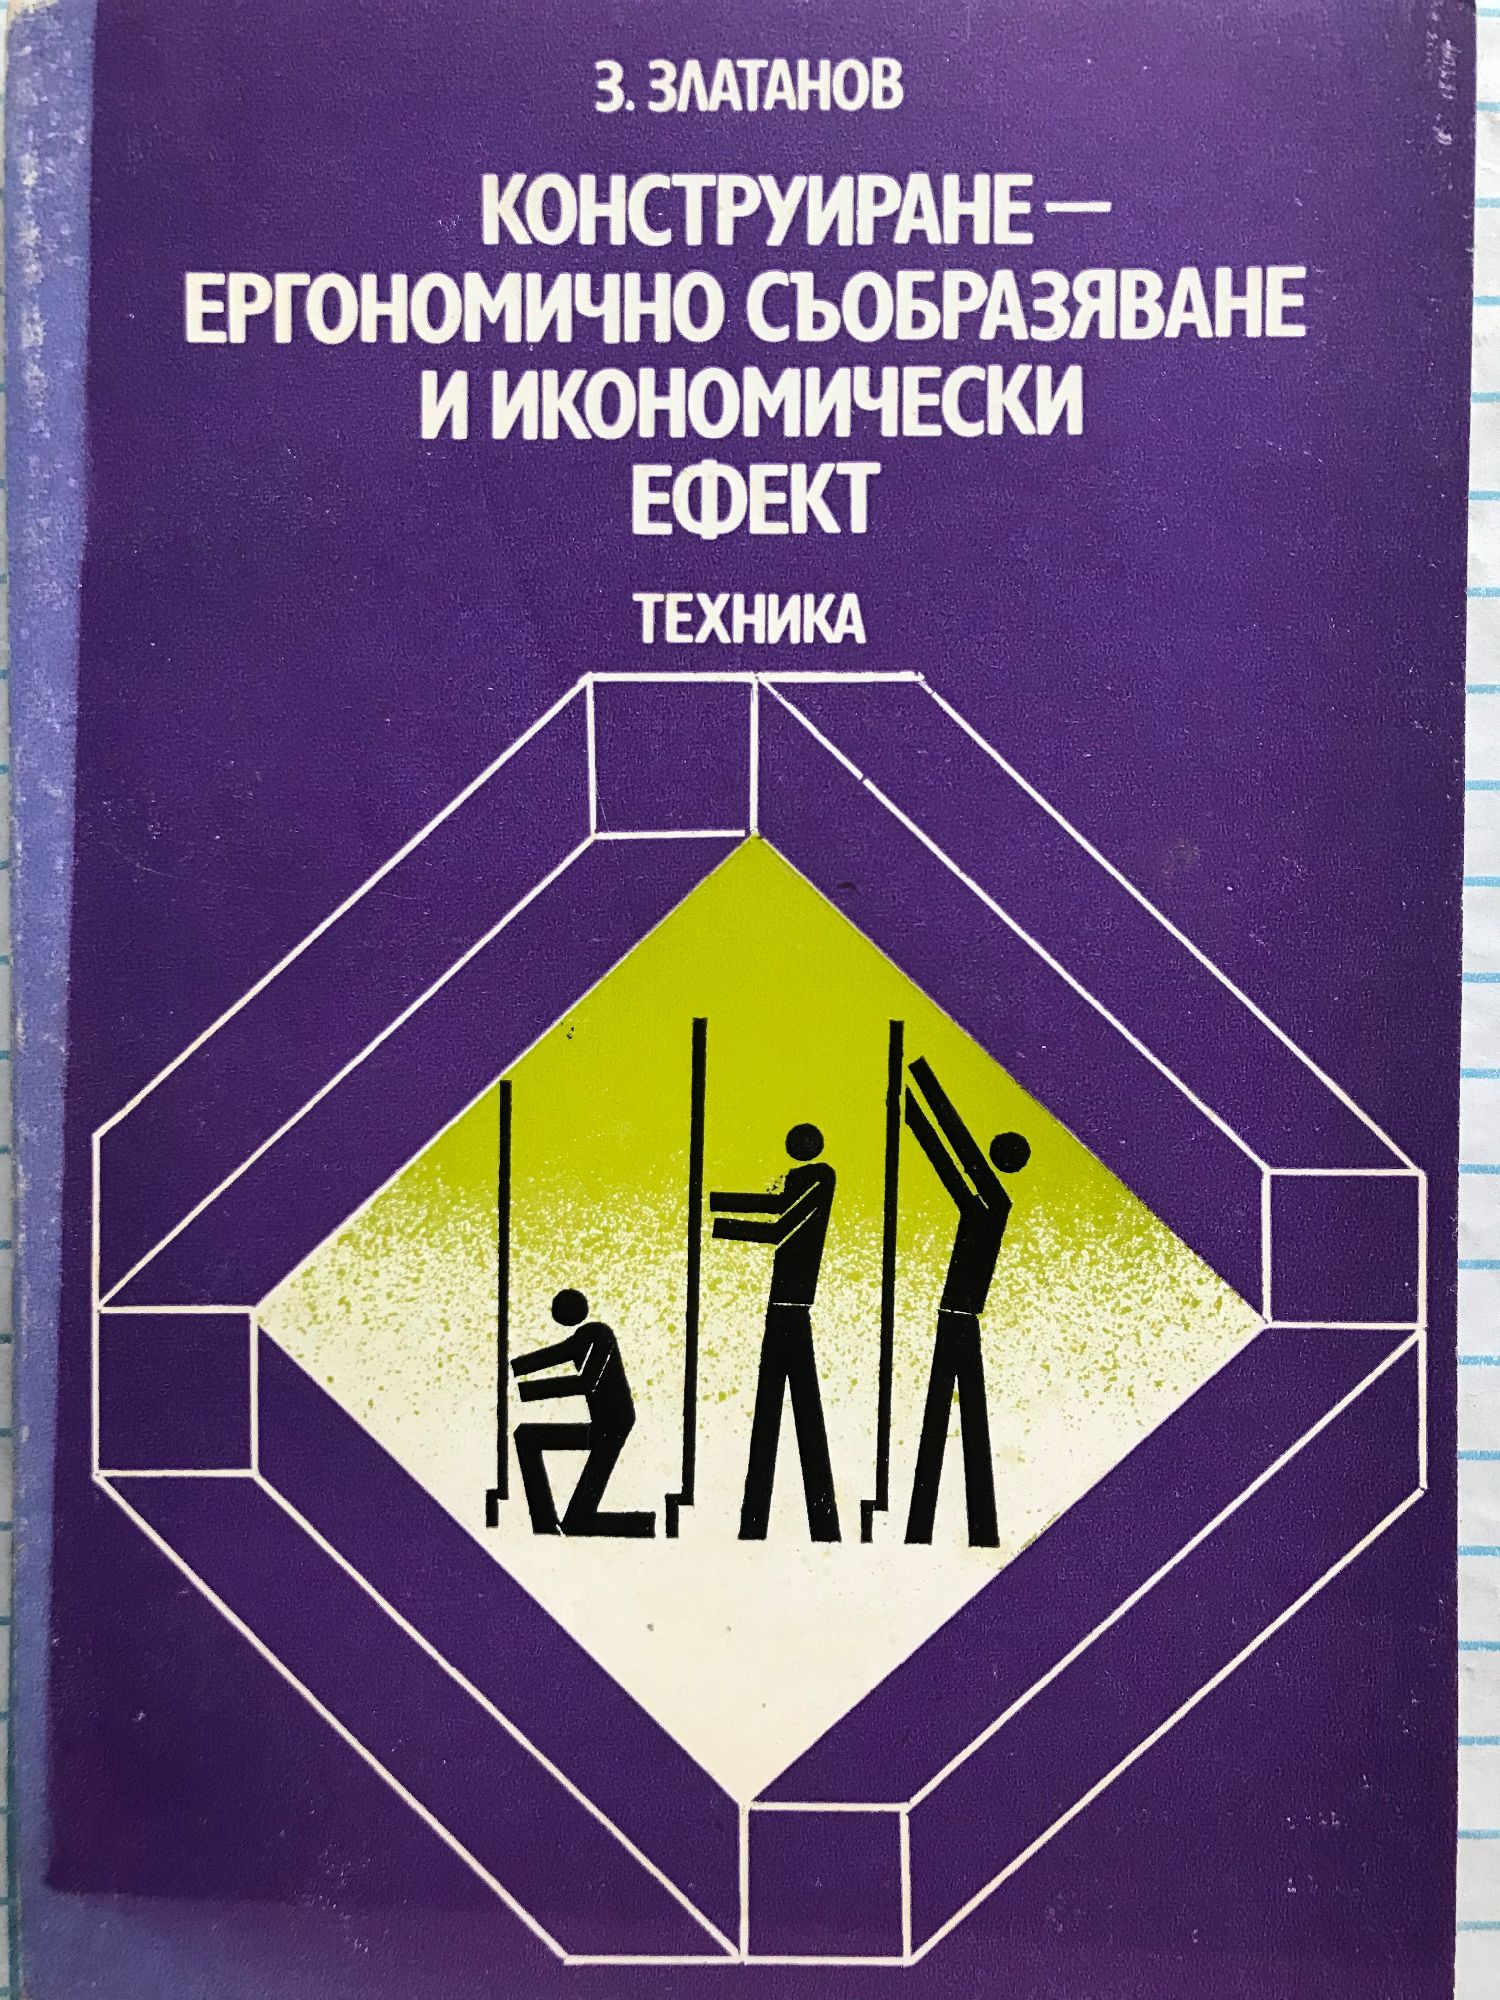 З. ЗЛАТАНОВ
КОНСТРУИРАНЕ —
ЕРГОНОМИЧНО СЪОБРАЗЯВАНЕ
И ИКОНОМИЧЕСКИ
ЕФЕКТ
ТЕХНИКА